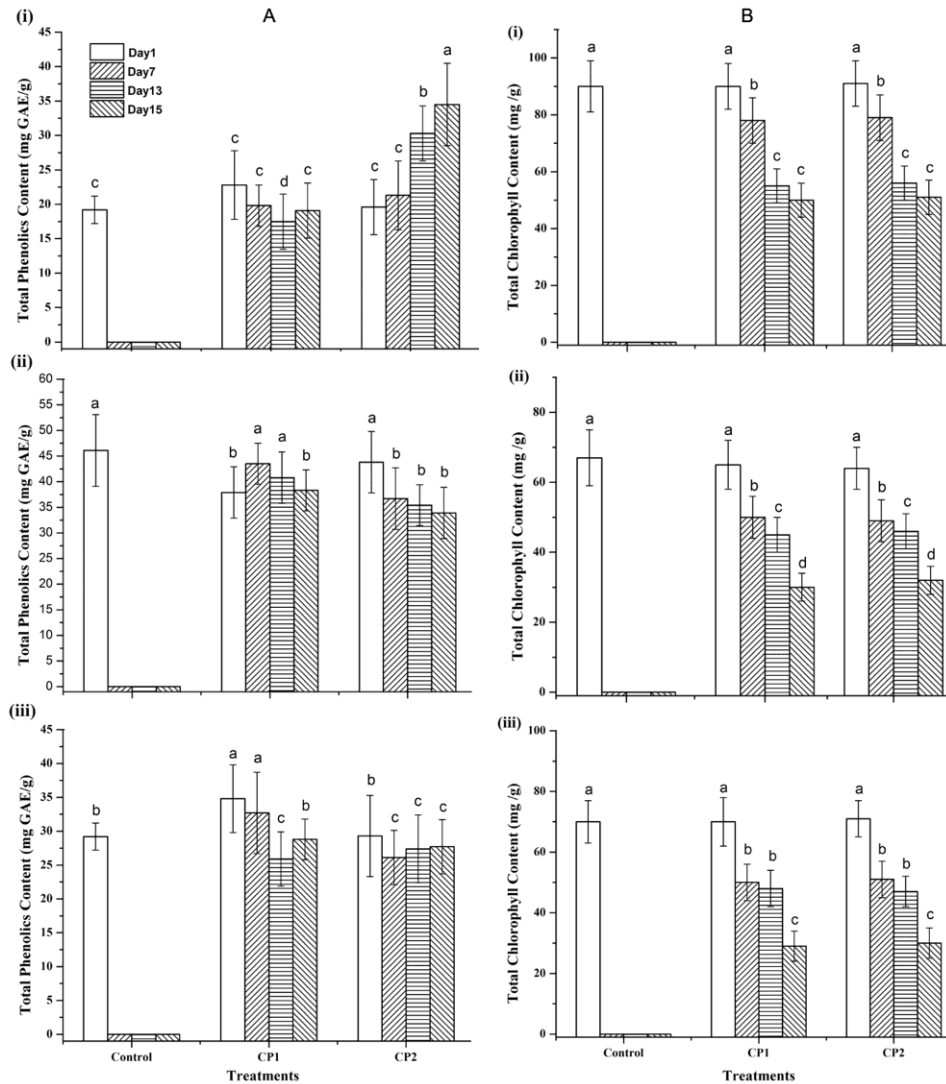 A
(i)
Total Phenolics Content (mg GAE/g)
45
40
35
30
25
20
15
10
5
0
Day1
Day7
Day13
Day15
c
c c d c
c c b a
(ii)
Total Phenolics Content (mg GAE/g)
60
55
50
45
40
35
30
25
20
15
10
5
0
a
b a a b
a b b b
(iii)
Total Phenolics Content (mg GAE/g)
45
40
35
30
25
20
15
10
5
0
b
a a c b
b c c c
Control CP1 CP2
Treatments
B
(i)
Total Chlorophyll Content (mg /g)
100
80
60
40
20
0
a
a b c c
a b c c
(ii)
Total Chlorophyll Content (mg /g)
80
60
40
20
0
a
a b c d
a b c d
(iii)
Total Chlorophyll Content (mg /g)
100
80
60
40
20
0
a
a b b c
a b b c
Control CP1 CP2
Treatments